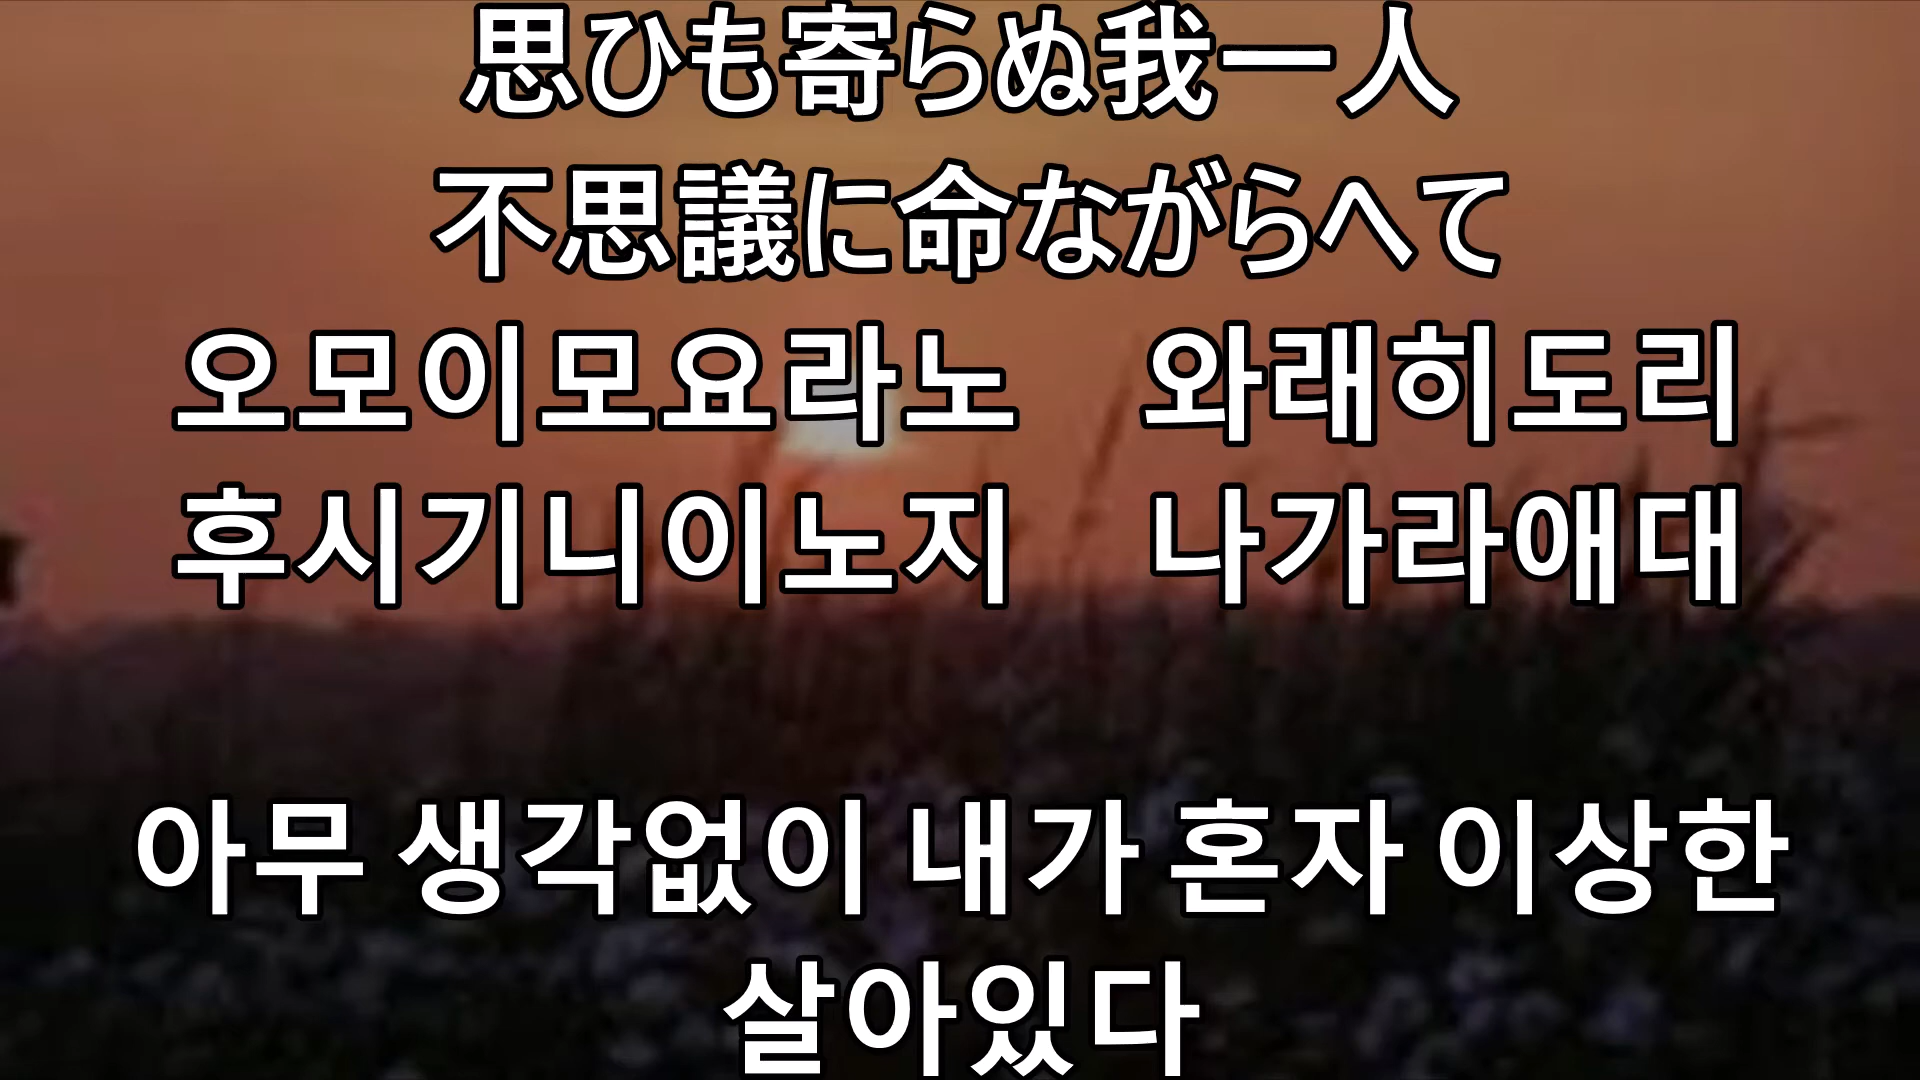 思ひも寄らぬ我一人
不思議に命ながらへて
오모이모요라노 와래히도리
후시기니이노지 나가라애대
아무 생각없이 내가 혼자 이상한
살아있다